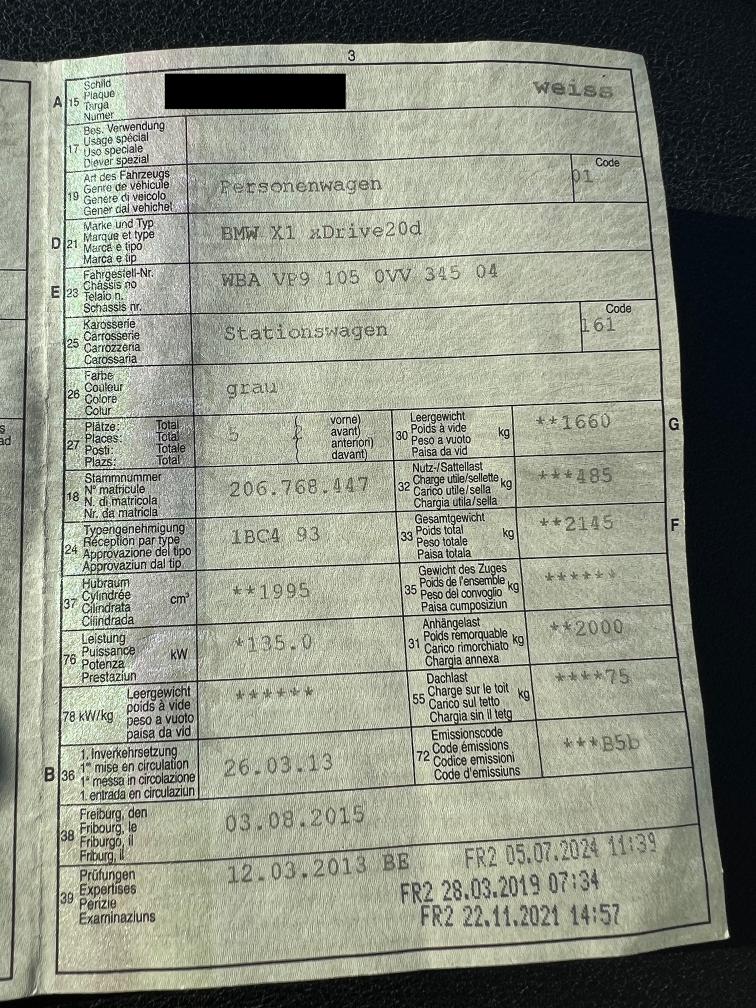 3
A 15 Schild
Plaque
Targa
Numer
weiss
17 Bes. Verwendung
Usage spécial
Uso speciale
Diever spezial
19 Art des Fahrzeugs
Genre de véhicule
Genere di veicolo
Gener dal vehichel
Personenwagen
Code
01
D 21 Marke und Typ
Marque et type
Marca e tipo
Marca e tip
BMW X1 xDrive20d
E 23 Fahrgestell-Nr.
Châssis no
Telaio n.
Schassis nr.
WBA VP9 105 0VV 345 04
25 Karosserie
Carrosserie
Carrozzeria
Carossaria
Stationswagen
Code
161
26 Farbe
Couleur
Colore
Colur
grau
27 Plätze: Total
Places: Total
Posti: Totale
Plazs: Total
5
vorne)
avant)
anteriori)
davant)
30 Leergewicht
Poids à vide
Peso a vuoto
Paisa da vid
kg
**1660
G
18 Stammnummer
N° matricule
N. di matricola
Nr. da matricla
206.768.447
32 Nutz-/Sattellast
Charge utile/sellette
Carico utile/sella
Chargia utila/sella
kg
***485
24 Typengenehmigung
Réception par type
Approvazione del tipo
Approvaziun dal tip
1BC4 93
33 Gesamtgewicht
Poids total
Peso totale
Paisa totala
kg
**2145
F
37 Hubraum
Cylindrée
Cilindrata
Cilindrada
cm³
**1995
35 Gewicht des Zuges
Poids de l'ensemble
Peso del convoglio
Paisa cumposiziun
kg
******
76 Leistung
Puissance
Potenza
Prestaziun
kW
*135.0
31 Anhängelast
Poids remorquable
Carico rimorchiato
Chargia annexa
kg
**2000
78 kW/kg
Leergewicht
poids à vide
peso a vuoto
paisa da vid
******
55 Dachlast
Charge sur le toit
Carico sul tetto
Chargia sin il tetg
kg
****75
B 36 1. Inverkehrsetzung
1re mise en circulation
1a messa in circolazione
1. entrada en circulaziun
26.03.13
72 Emissionscode
Code émissions
Codice emissioni
Code d'emissiuns
***B5b
38 Freiburg, den
Fribourg, le
Friburgo, il
Friburg, il
03.08.2015
39 Prüfungen
Expertises
Perizie
Examinaziuns
12.03.2013 BE
FR2 05.07.2024 11:39
FR2 28.03.2019 07:34
FR2 22.11.2021 14:57